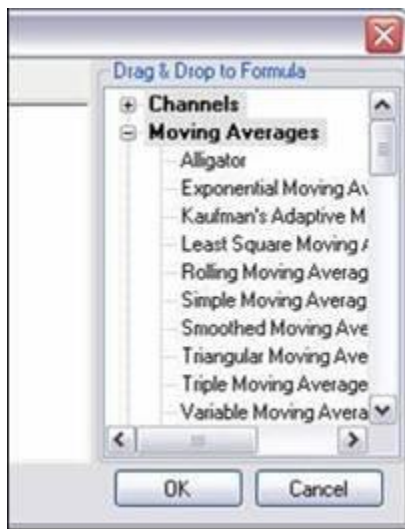 Drag & Drop to Formula
Channels
Moving Averages
Alligator
Exponential Moving Av
Kaufman's Adaptive M
Least Square Moving A
Rolling Moving Averag
Simple Moving Averag
Smoothed Moving Ave
Triangular Moving Ave
Triple Moving Average
Variable Moving Avera
OK Cancel